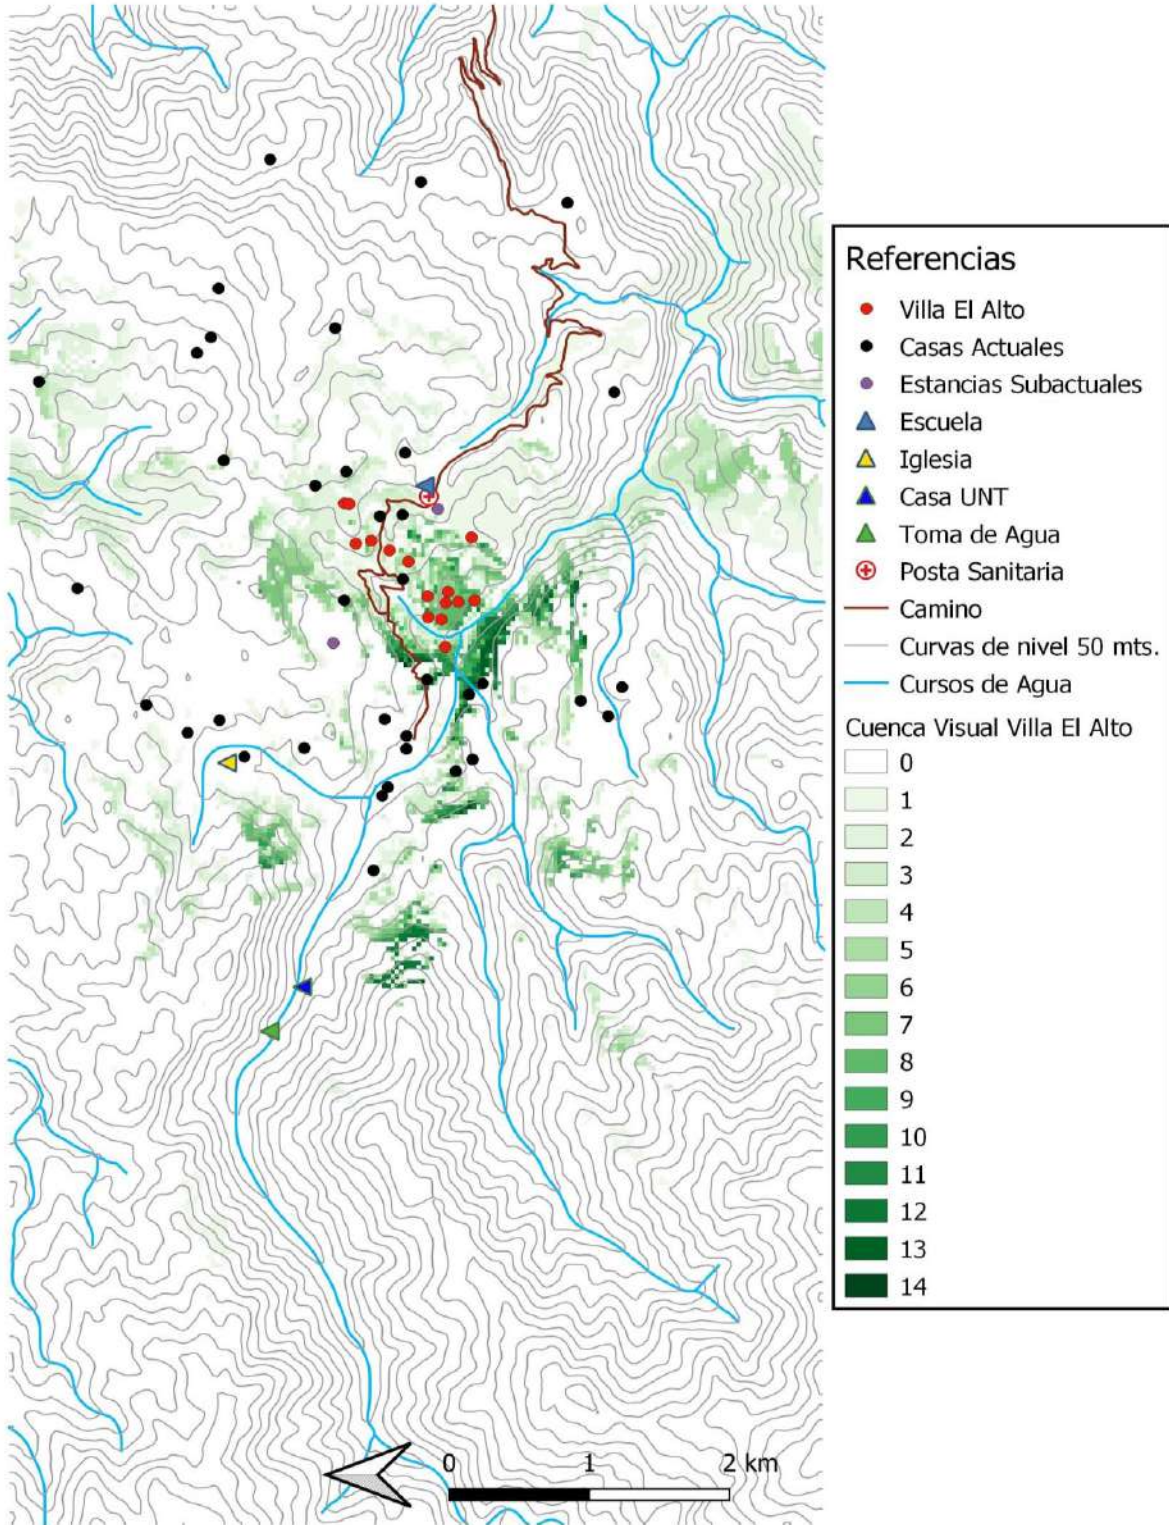 Referencias
Villa El Alto
Casas Actuales
Estancias Subactuales
Escuela
Iglesia
Casa UNT
Toma de Agua
Posta Sanitaria
Camino
Curvas de nivel 50 mts.
Cursos de Agua
Cuenca Visual Villa El Alto
0
1
2
3
4
5
6
7
8
9
10
11
12
13
14
0 1 2 km